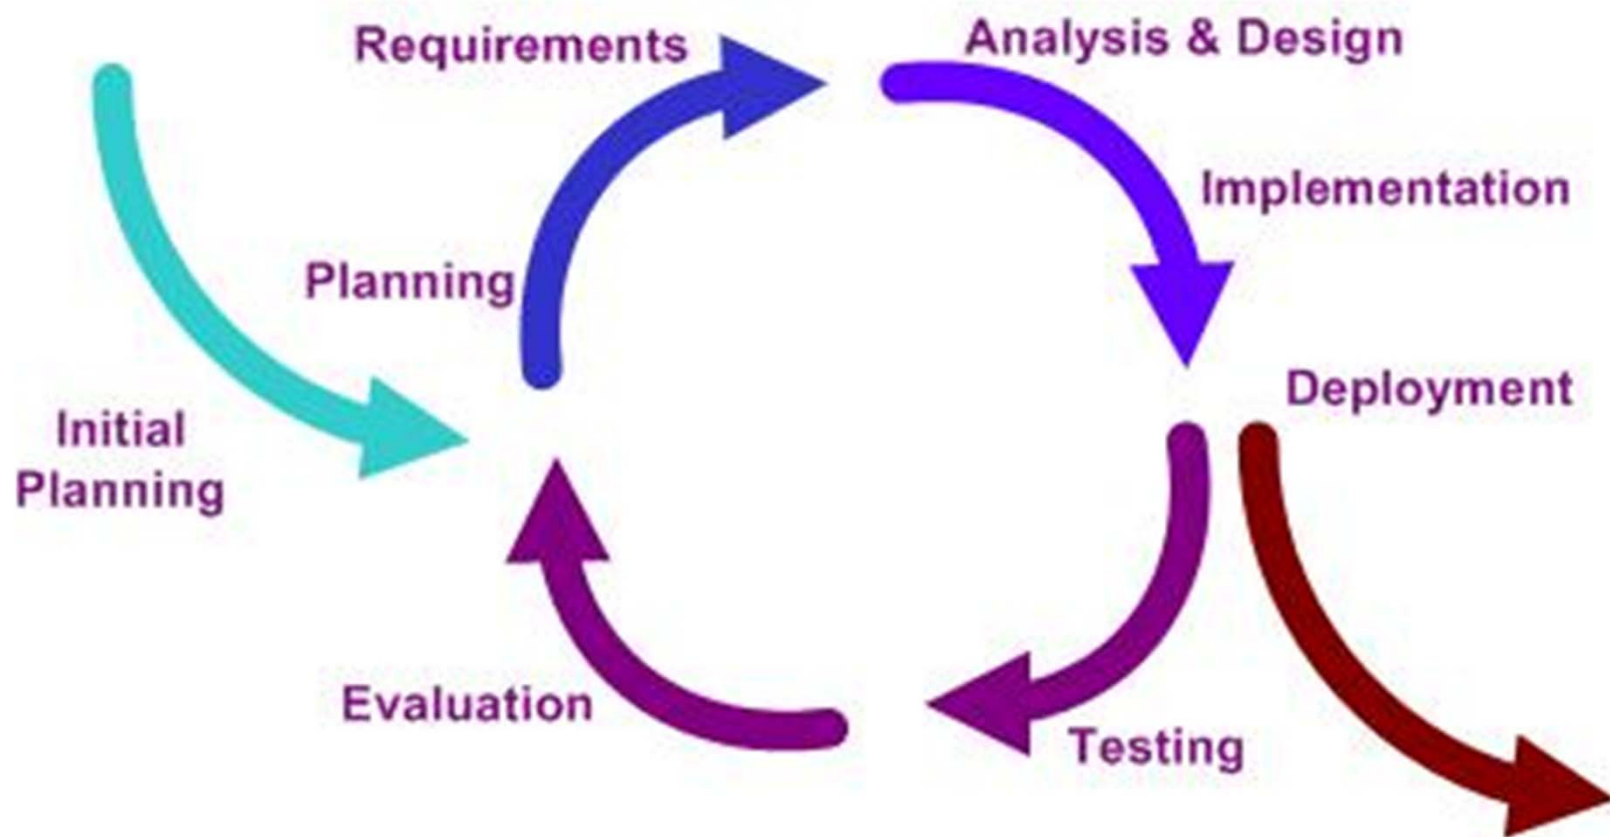 Requirements
Analysis & Design
Implementation
Planning
Deployment
Initial
Planning
Evaluation
Testing